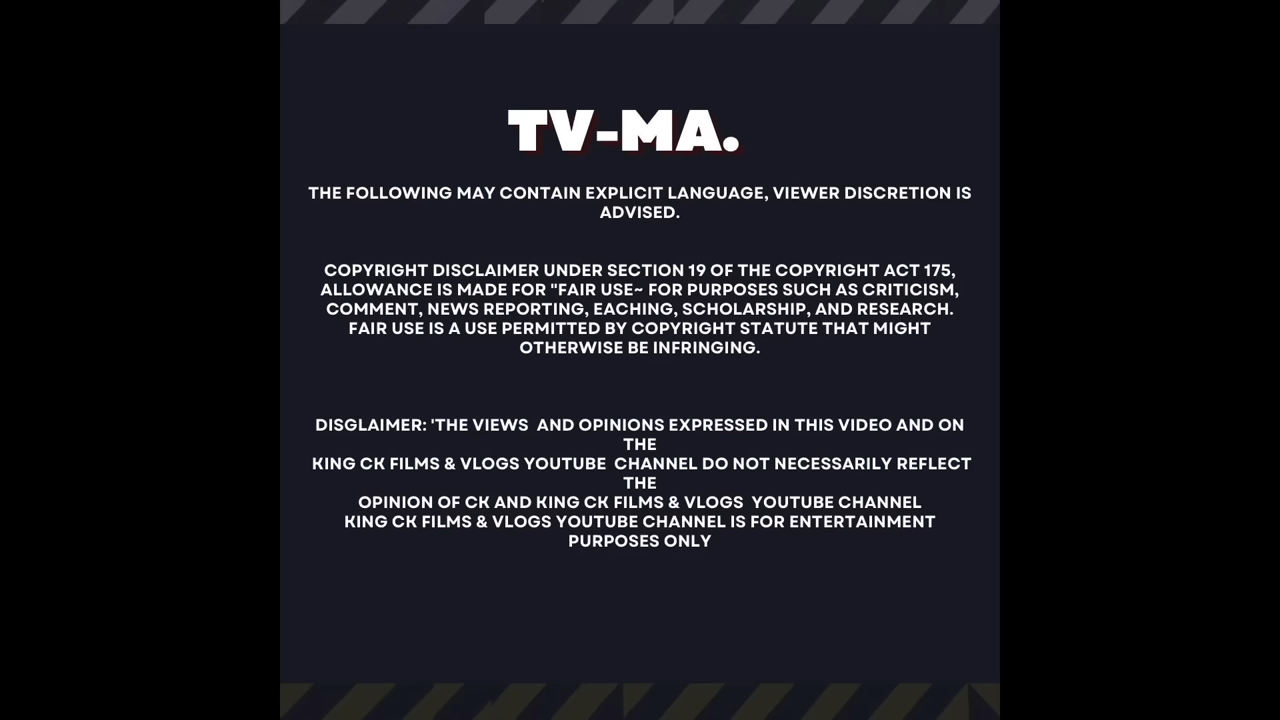 TV-MA.
THE FOLLOWING MAY CONTAIN EXPLICIT LANGUAGE, VIEWER DISCRETION IS
ADVISED.
COPYRIGHT DISCLAIMER UNDER SECTION 19 OF THE COPYRIGHT ACT 175,
ALLOWANCE IS MADE FOR "FAIR USE~ FOR PURPOSES SUCH AS CRITICISM,
COMMENT, NEWS REPORTING, EACHING, SCHOLARSHIP, AND RESEARCH.
FAIR USE IS A USE PERMITTED BY COPYRIGHT STATUTE THAT MIGHT
OTHERWISE BE INFRINGING.
DISGLAIMER: 'THE VIEWS  AND OPINIONS EXPRESSED IN THIS VIDEO AND ON
THE
KING CK FILMS & VLOGS YOUTUBE  CHANNEL DO NOT NECESSARILY REFLECT
THE
OPINION OF CK AND KING CK FILMS & VLOGS  YOUTUBE CHANNEL
KING CK FILMS & VLOGS YOUTUBE CHANNEL IS FOR ENTERTAINMENT
PURPOSES ONLY